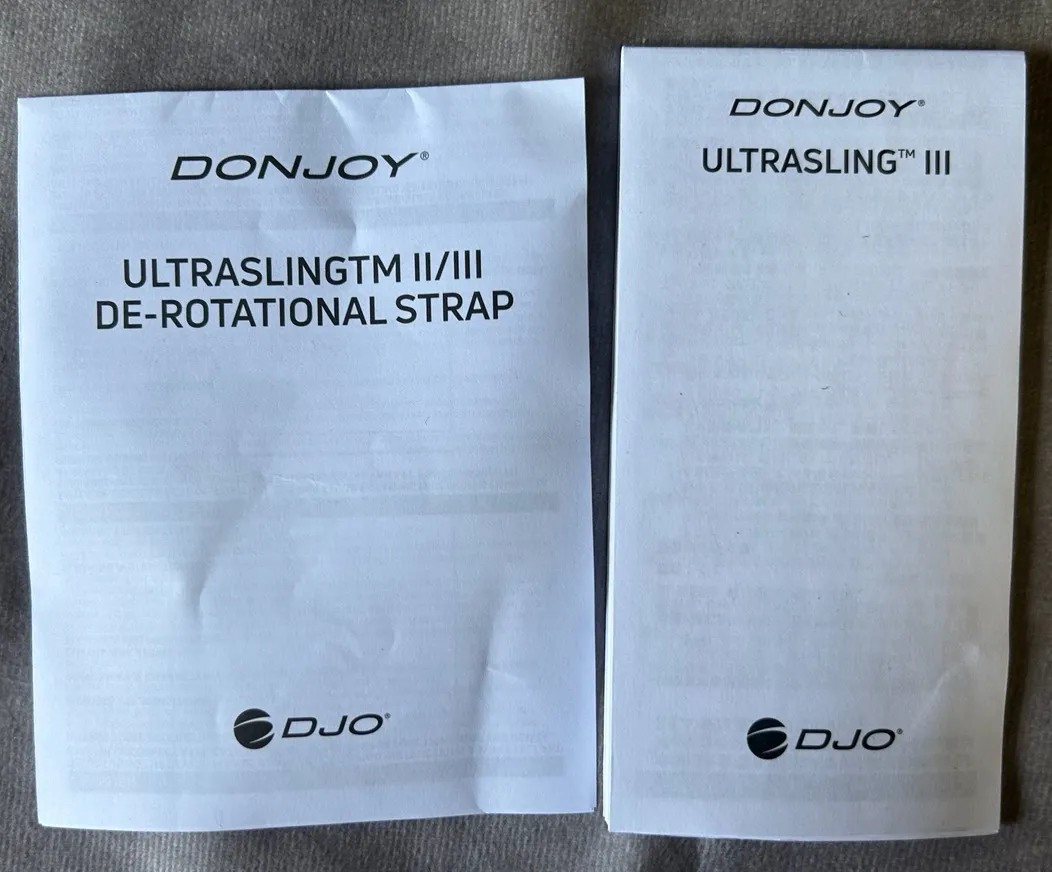 DONJOY®
ULTRASLINGTM II/III
DE-ROTATIONAL STRAP
DJO®
DONJOY®
ULTRASLING™ III
DJO®